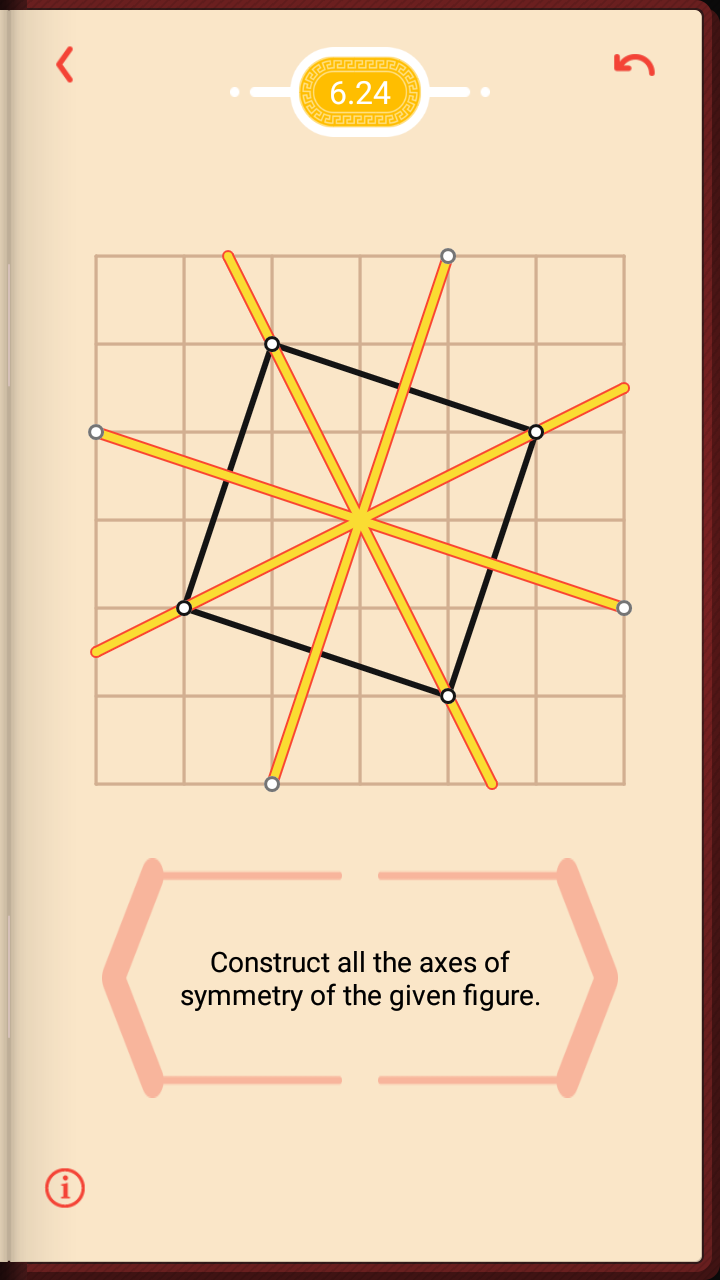 6.24
Construct all the axes of
symmetry of the given figure.
i